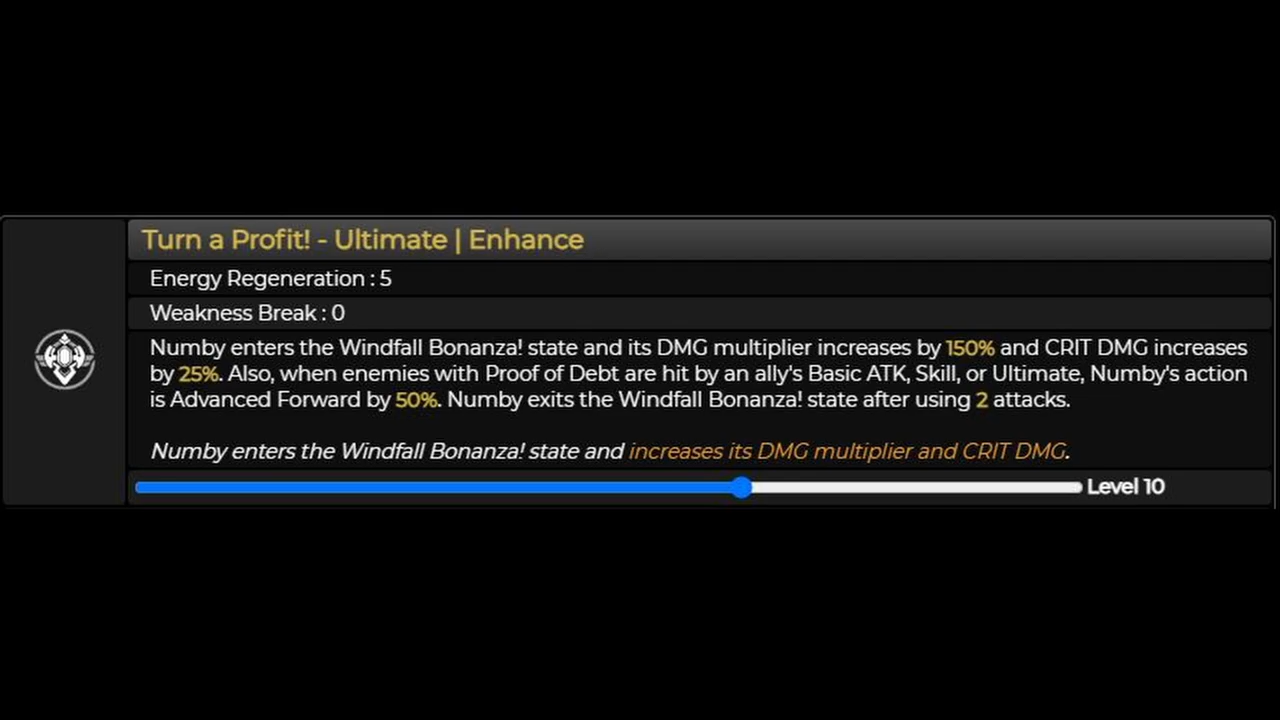 Turn a Profit! - Ultimate | Enhance
Energy Regeneration : 5
Weakness Break : 0
Numby enters the Windfall Bonanza! state and its DMG multiplier increases by 150% and CRIT DMG increases
by 25%. Also, when enemies with Proof of Debt are hit by an ally's Basic ATK, Skill, or Ultimate, Numby's action
is Advanced Forward by 50%. Numby exits the Windfall Bonanza! state after using 2 attacks.
Numby enters the Windfall Bonanza! state and increases its DMG multiplier and CRIT DMG.
Level 10